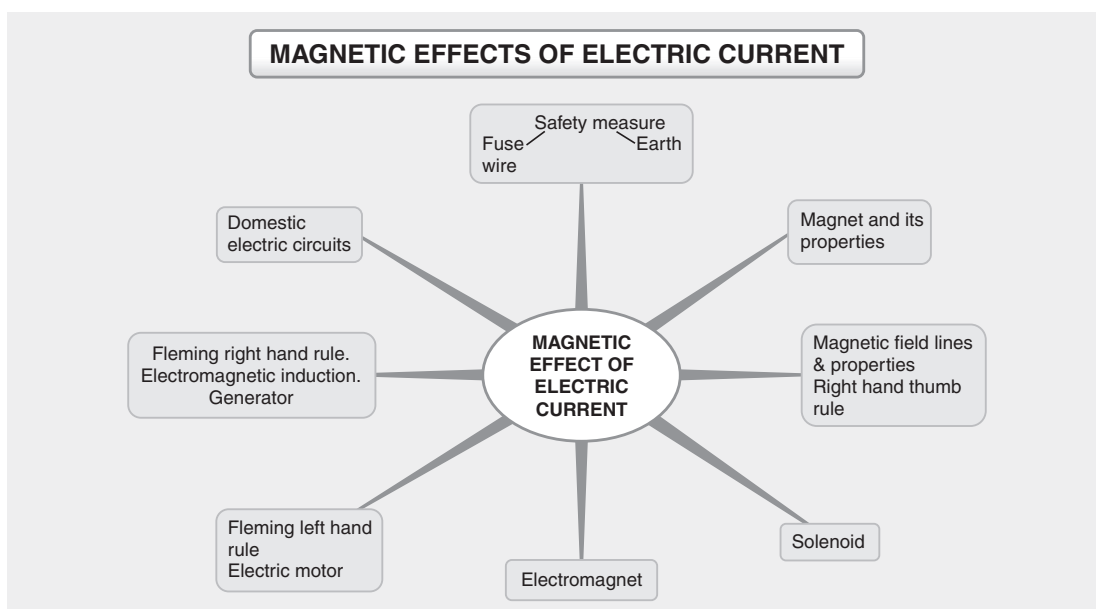 MAGNETIC EFFECTS OF ELECTRIC CURRENT
Safety measure
Fuse
wire
Earth
Domestic
electric circuits
Magnet and its
properties
Fleming right hand rule.
Electromagnetic induction.
Generator
MAGNETIC
EFFECT OF
ELECTRIC
CURRENT
Magnetic field lines
& properties
Right hand thumb
rule
Fleming left hand
rule
Electric motor
Electromagnet
Solenoid